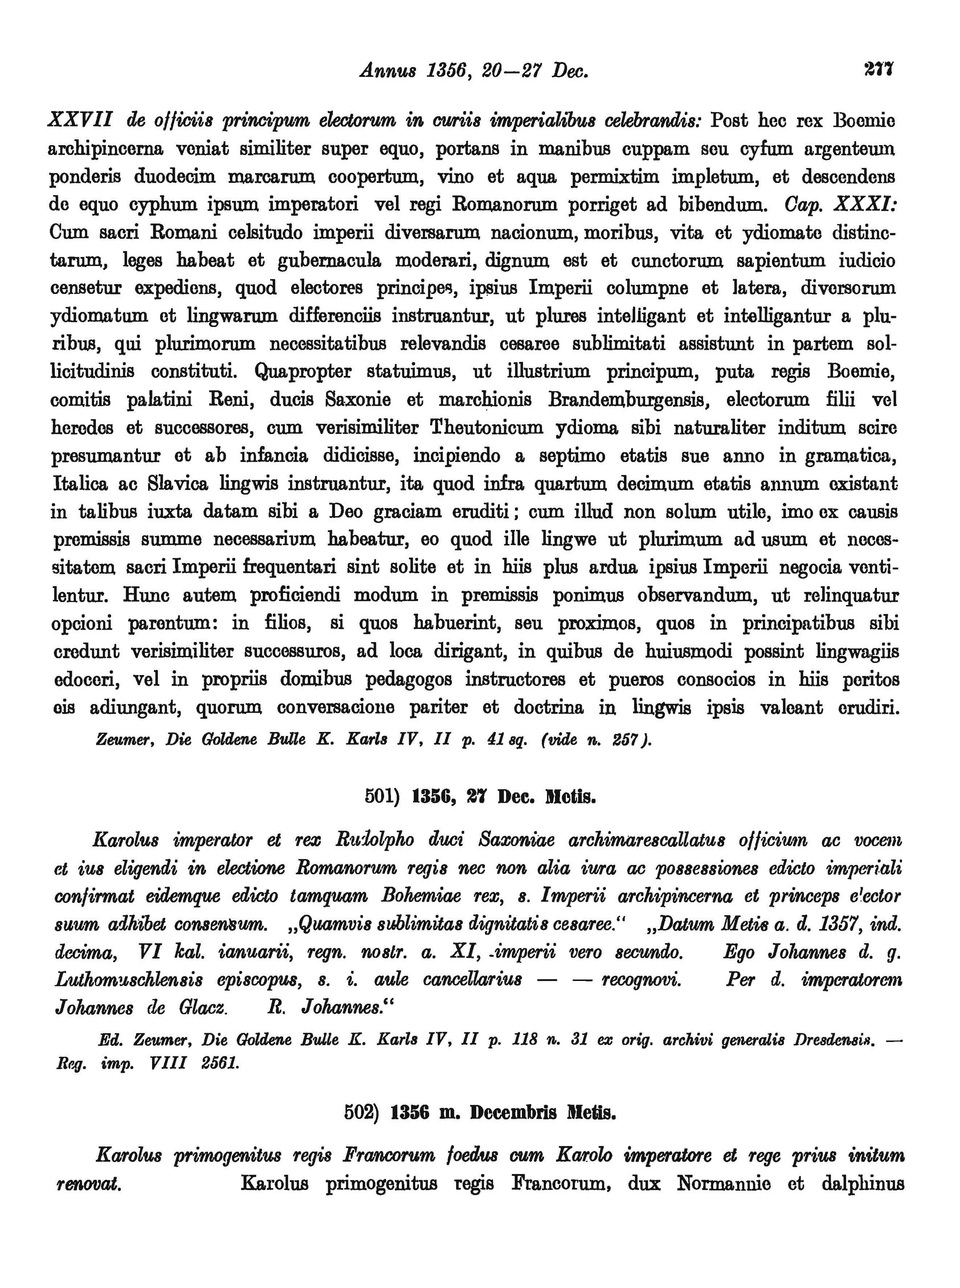 Annus 1356, 20—27 Dec. 277
XXVII de officiis principum electorum in curiis imperialibus celebrandis: Post hec rex Boemie
archipincerna veniat similiter super equo, portans in manibus cuppam seu cyfum argenteum
ponderis duodecim marcarum coopertum, vino et aqua permixtim impletum, et descendens
de equo cyphum ipsum imperatori vel regi Romanorum porriget ad bibendum. Cap. XXXI:
Cum sacri Romani celsitudo imperii diversarum nacionum, moribus, vita et ydiomate distinc-
tarum, leges habeat et gubernacula moderari, dignum est et cunctorum sapientum iudicio
censetur expediens, quod electores principes, ipsius Imperii columpne et latera, diversorum
ydiomatum et lingwarum differenciis instruantur, ut plures intelligant et intelligantur a plu-
ribus, qui plurimorum necessitatibus relevandis cesaree sublimitati assistunt in partem sol-
licitudinis constituti. Quapropter statuimus, ut illustrium principum, puta regis Boemie,
comitis palatini Reni, ducis Saxonie et marchionis Brandemburgensis, electorum filii vel
heredes et successores, cum verisimiliter Theutonicum ydioma sibi naturaliter inditum scire
presumantur et ab infancia didicisse, incipiendo a septimo etatis sue anno in gramatica,
Italica ac Slavica lingwis instruantur, ita quod infra quartum decimum etatis annum existant
in talibus iuxta datam sibi a Deo graciam eruditi; cum illud non solum utile, imo ex causis
premissis summe necessarium habeatur, eo quod ille lingwe ut plurimum ad usum et neces-
sitatem sacri Imperii frequentari sint solite et in hiis plus ardua ipsius Imperii negocia venti-
lentur. Hunc autem proficiendi modum in premissis ponimus observandum, ut relinquatur
opcioni parentum: in filios, si quos habuerint, seu proximos, quos in principatibus sibi
credunt verisimiliter successuros, ad loca dirigant, in quibus de huiusmodi possint lingwagiis
edoceri, vel in propriis domibus pedagogos instructores et pueros consocios in hiis peritos
eis adiungant, quorum conversacione pariter et doctrina in lingwis ipsis valeant erudiri.
Zeumer, Die Goldene Bulle K. Karls IV, II p. 41 sq. (vide n. 257).
501) 1356, 27 Dec. Metis.
Karolus imperator et rex Rudolpho duci Saxoniae archimarescallatus officium ac vocem
et ius eligendi in electione Romanorum regis nec non alia iura ac possessiones edicto imperiali
confirmat eidemque edicto tamquam Bohemiae rex, s. Imperii archipincerna et princeps elector
suum adhibet consensum. „Quamvis sublimitas dignitatis cesaree.“ „Datum Metis a. d. 1357, ind.
decima, VI kal. ianuarii, regn. nostr. a. XI, imperii vero secundo. Ego Johannes d. g.
Luthomuschlensis episcopus, s. i. aule cancellarius — — recognovi. Per d. imperatorem
Johannes de Glacz. R. Johannes.“
Ed. Zeumer, Die Goldene Bulle K. Karls IV, II p. 118 n. 31 ex orig. archivi generalis Dresdensis. —
Reg. imp. VIII 2561.
502) 1356 m. Decembris Metis.
Karolus primogenitus regis Francorum foedus cum Karolo imperatore et rege prius initum
renovat. Karolus primogenitus regis Francorum, dux Normannie et dalphinus